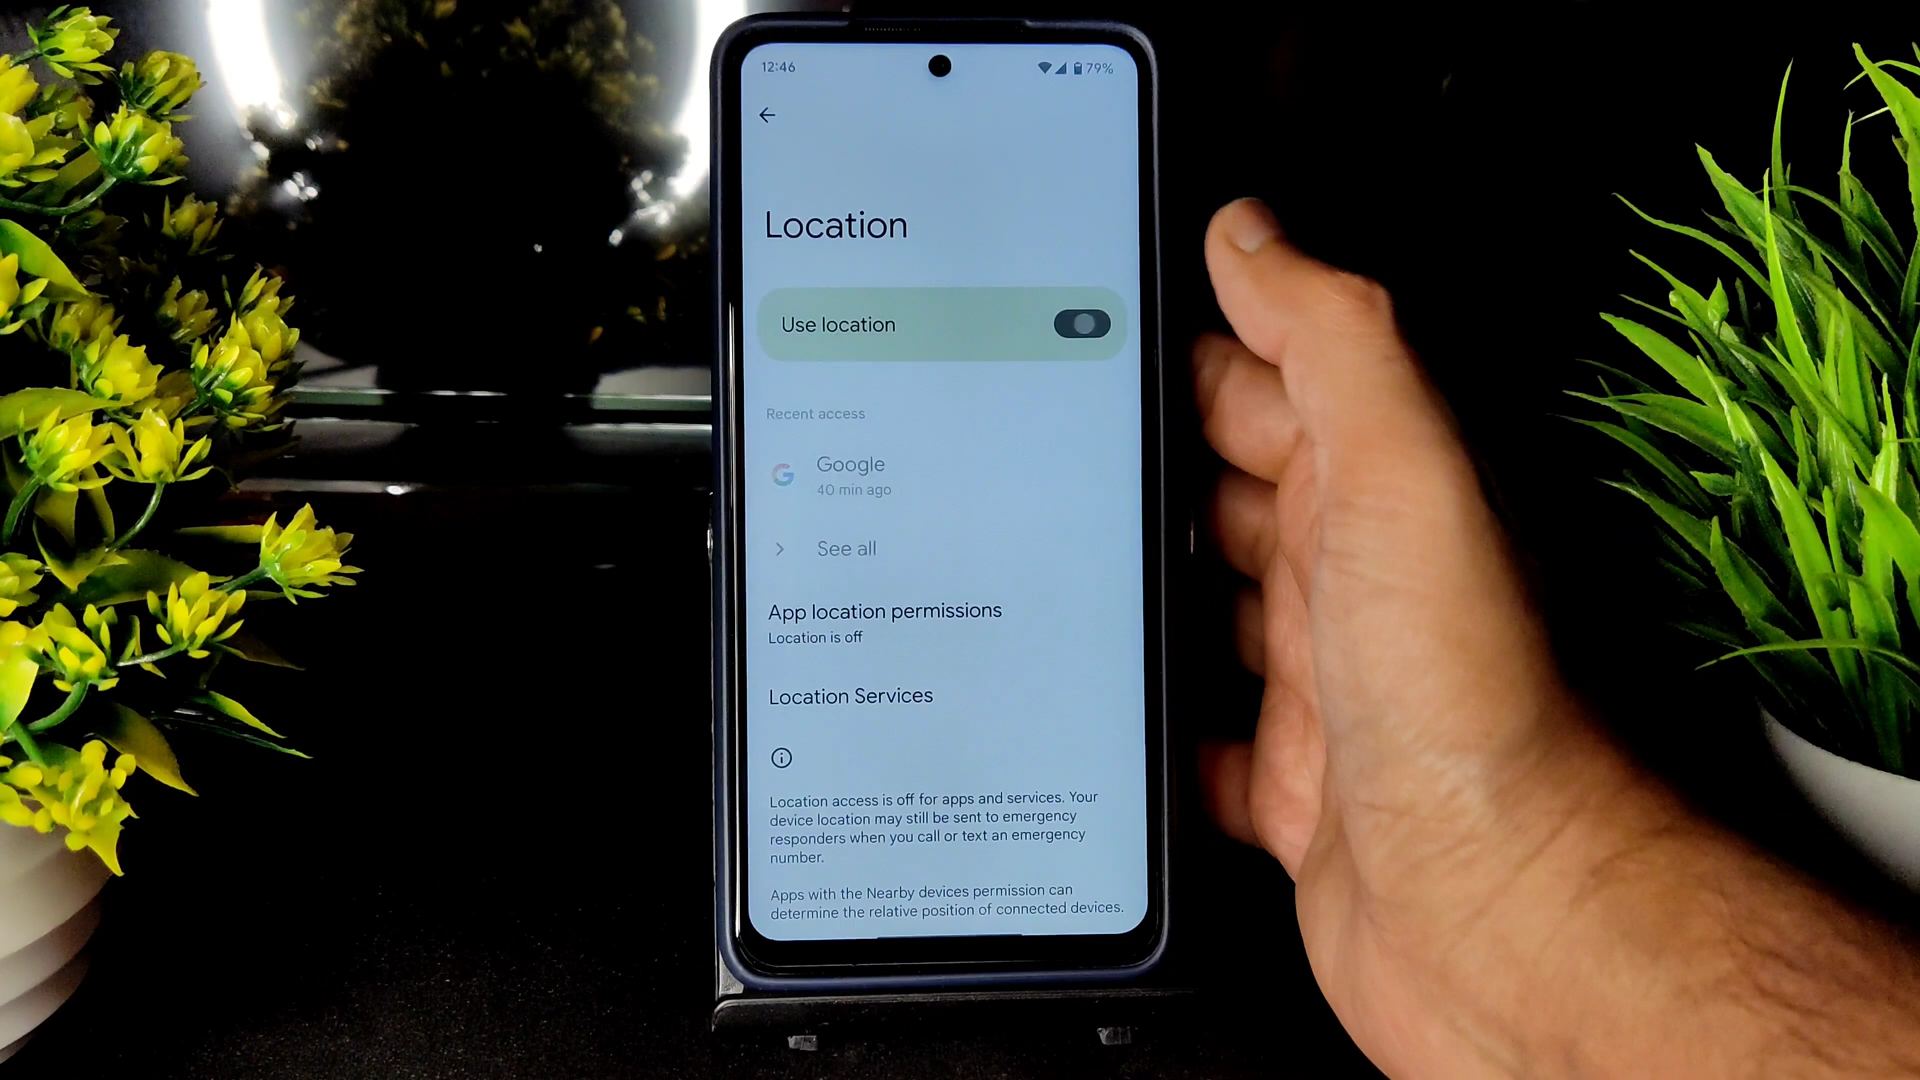 12:46
79%
Location
Use location
Recent access
Google
40 min ago
See all
App location permissions
Location is off
Location Services
Location access is off for apps and services. Your
device location may still be sent to emergency
responders when you call or text an emergency
number.
Apps with the Nearby devices permission can
determine the relative position of connected devices.